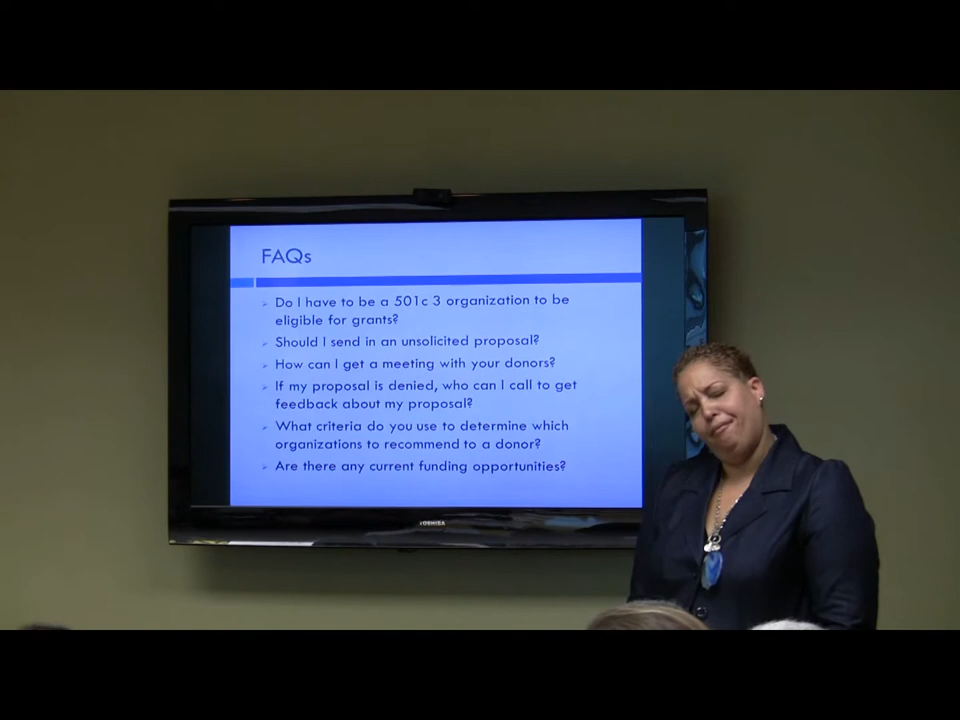 FAQs
Do I have to be a 501c 3 organization to be
eligible for grants?
Should I send in an unsolicited proposal?
How can I get a meeting with your donors?
If my proposal is denied, who can I call to get
feedback about my proposal?
What criteria do you use to determine which
organizations to recommend to a donor?
Are there any current funding opportunities?
TOSHIBA